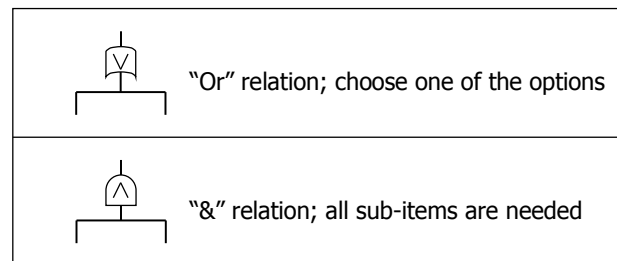 ∨
“Or” relation; choose one of the options
∧
“&” relation; all sub-items are needed